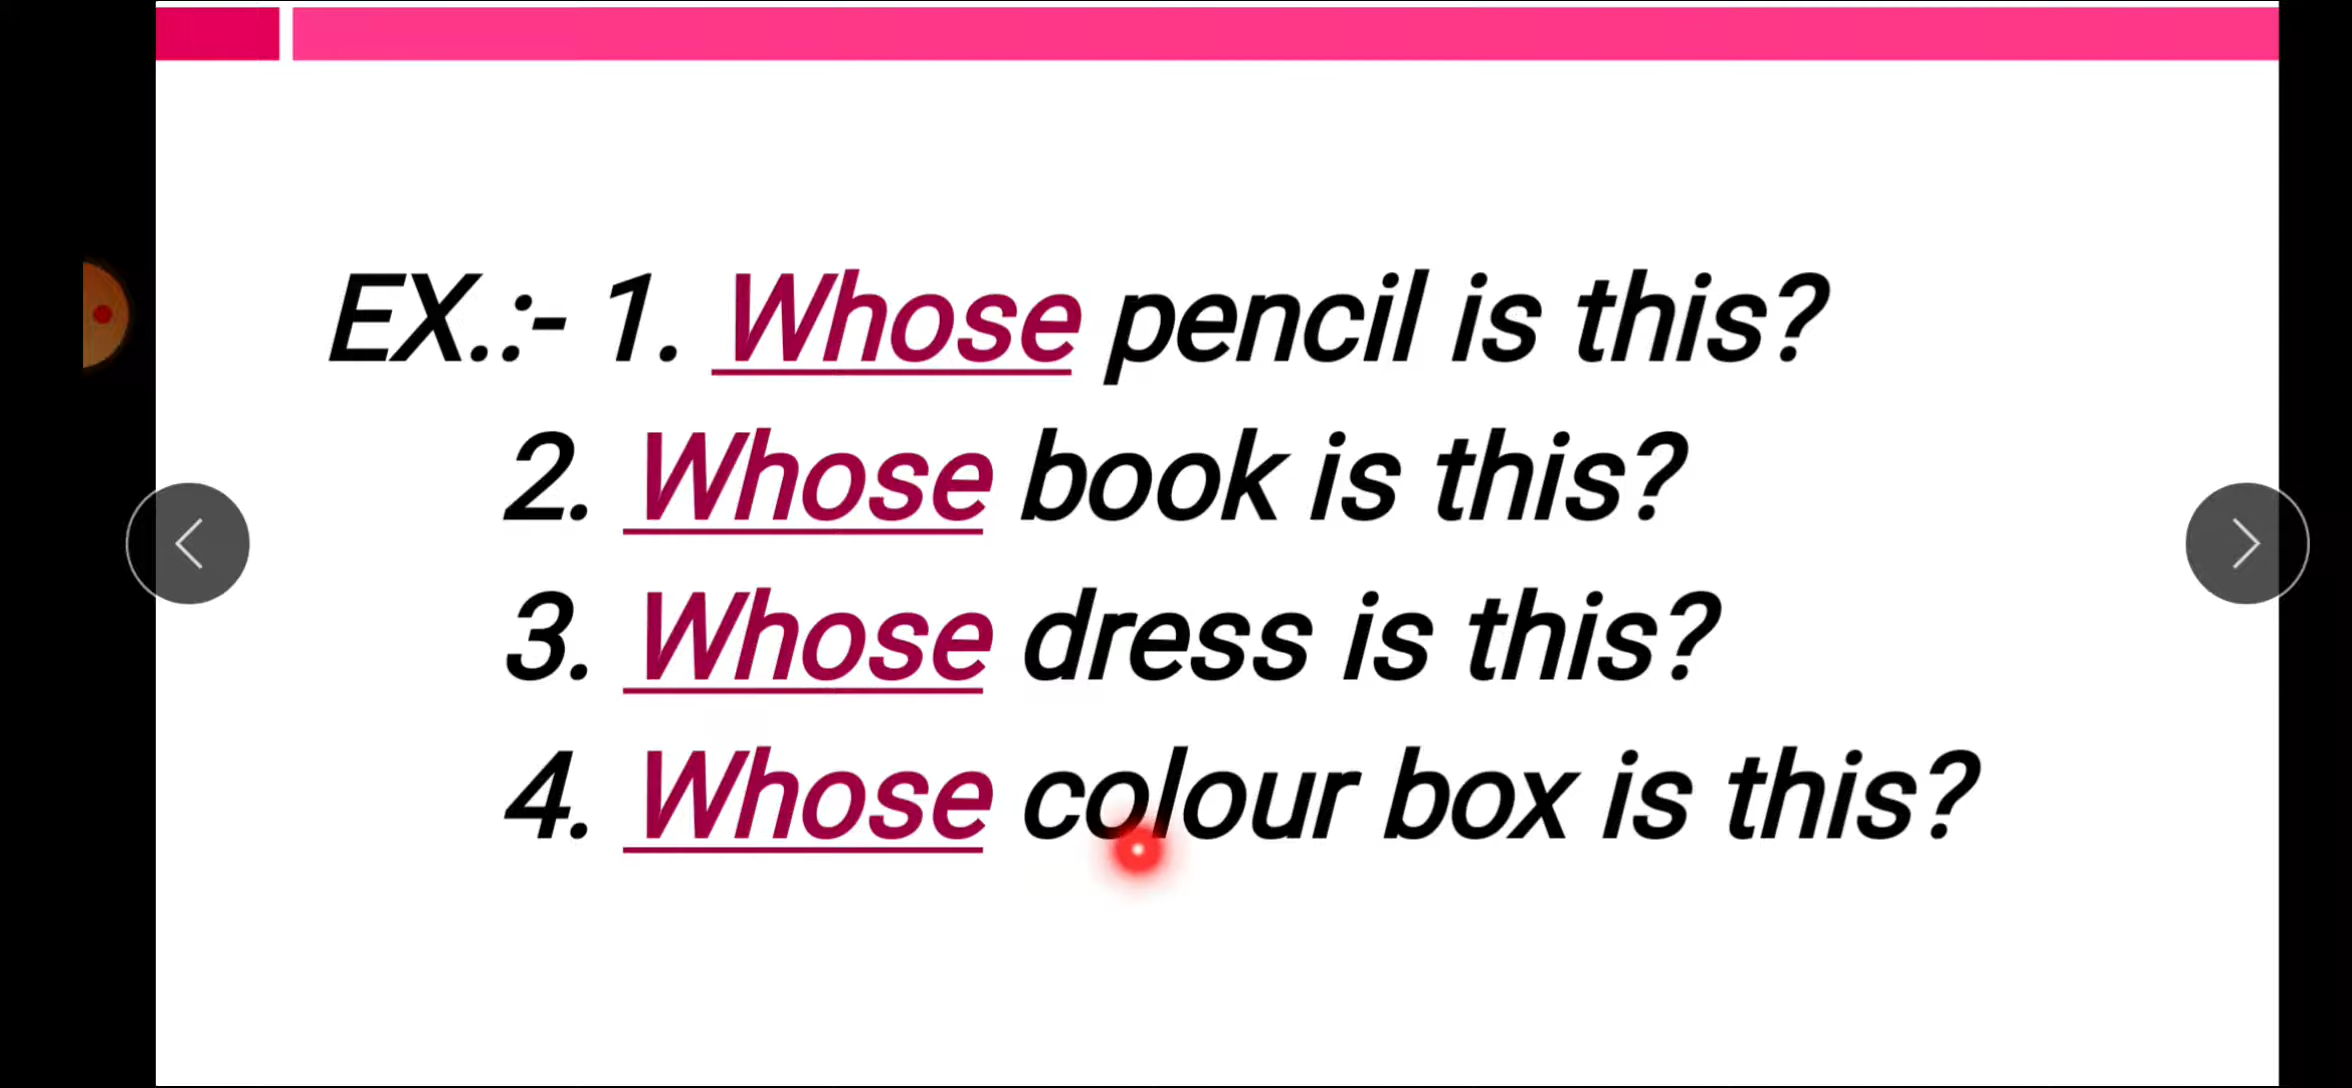 EX.:- 1. Whose pencil is this?
2. Whose book is this?
3. Whose dress is this?
4. Whose colour box is this?